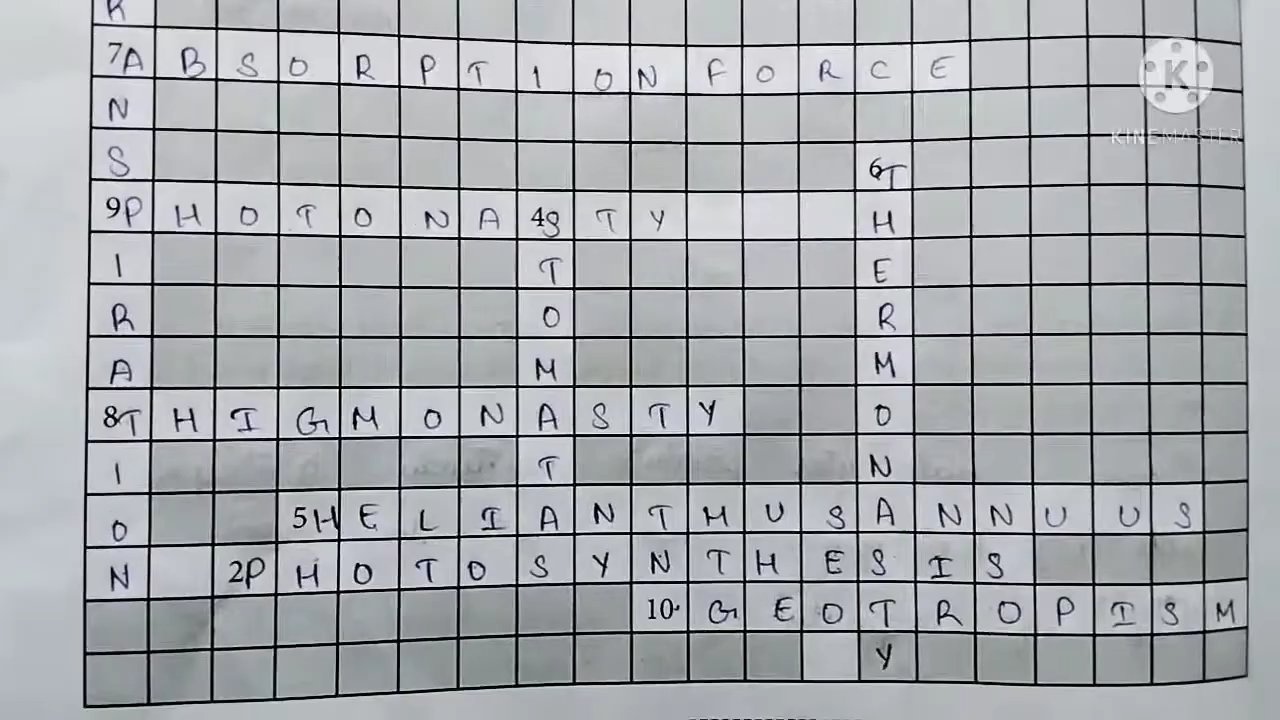 R
7A B S O R P T I O N F O R C E
K
KINEMASTER
N
S 6T
9P H O T O N A 4S T Y H
I T E
R O R
A M M
8T H I G M O N A S T Y O
I T N
O 5H E L I A N T H U S A N N U U S
N 2P H O T O S Y N T H E S I S
10. G E O T R O P I S M
Y